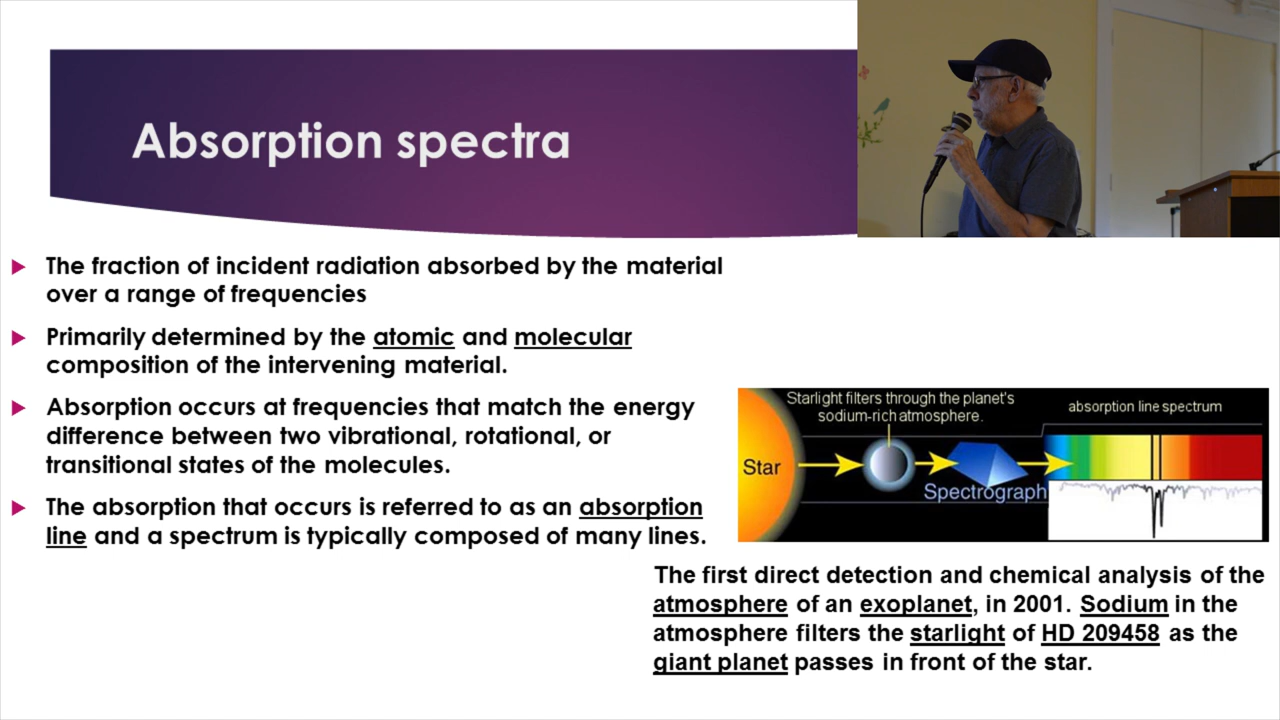 Absorption spectra
The fraction of incident radiation absorbed by the material
over a range of frequencies
Primarily determined by the atomic and molecular
composition of the intervening material.
Absorption occurs at frequencies that match the energy
difference between two vibrational, rotational, or
transitional states of the molecules.
The absorption that occurs is referred to as an absorption
line and a spectrum is typically composed of many lines.
Starlight filters through the planet's
sodium-rich atmosphere.
absorption line spectrum
Star
Spectrograph
The first direct detection and chemical analysis of the
atmosphere of an exoplanet, in 2001. Sodium in the
atmosphere filters the starlight of HD 209458 as the
giant planet passes in front of the star.